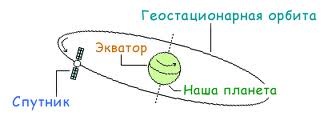 Геостационарная орбита
Экватор
Наша планета
Спутник